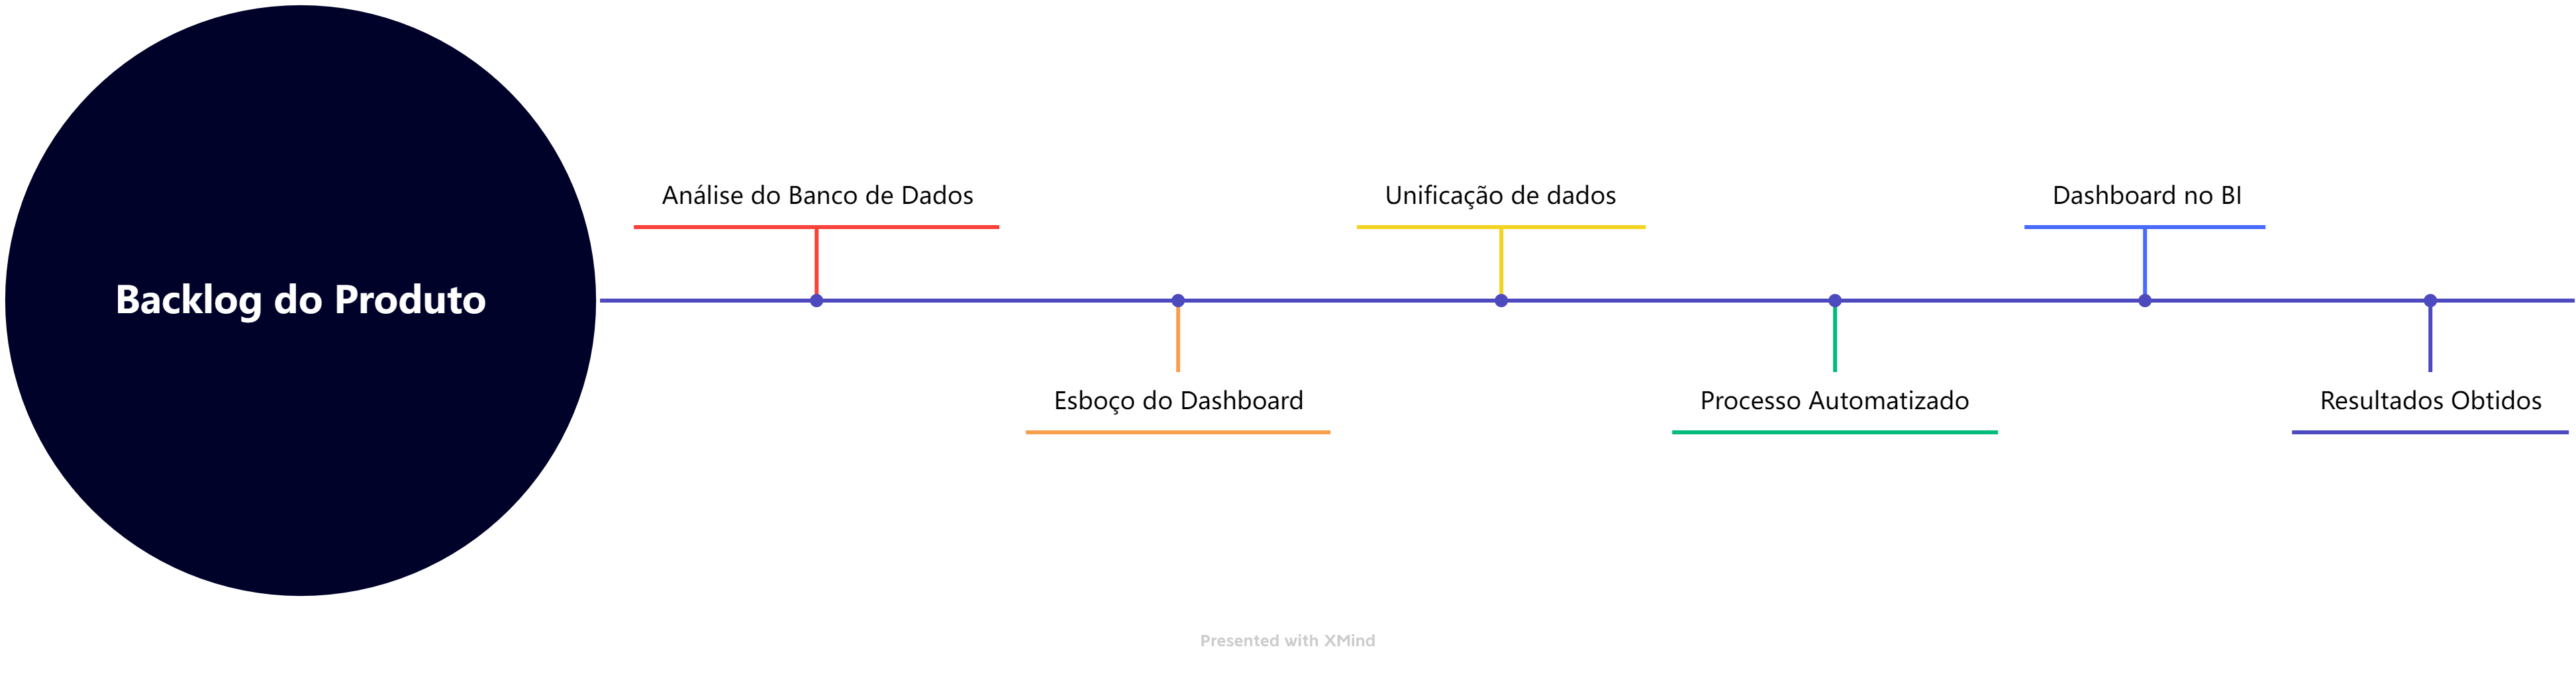 Backlog do Produto
Análise do Banco de Dados
Esboço do Dashboard
Unificação de dados
Processo Automatizado
Dashboard no BI
Resultados Obtidos
Presented with XMind